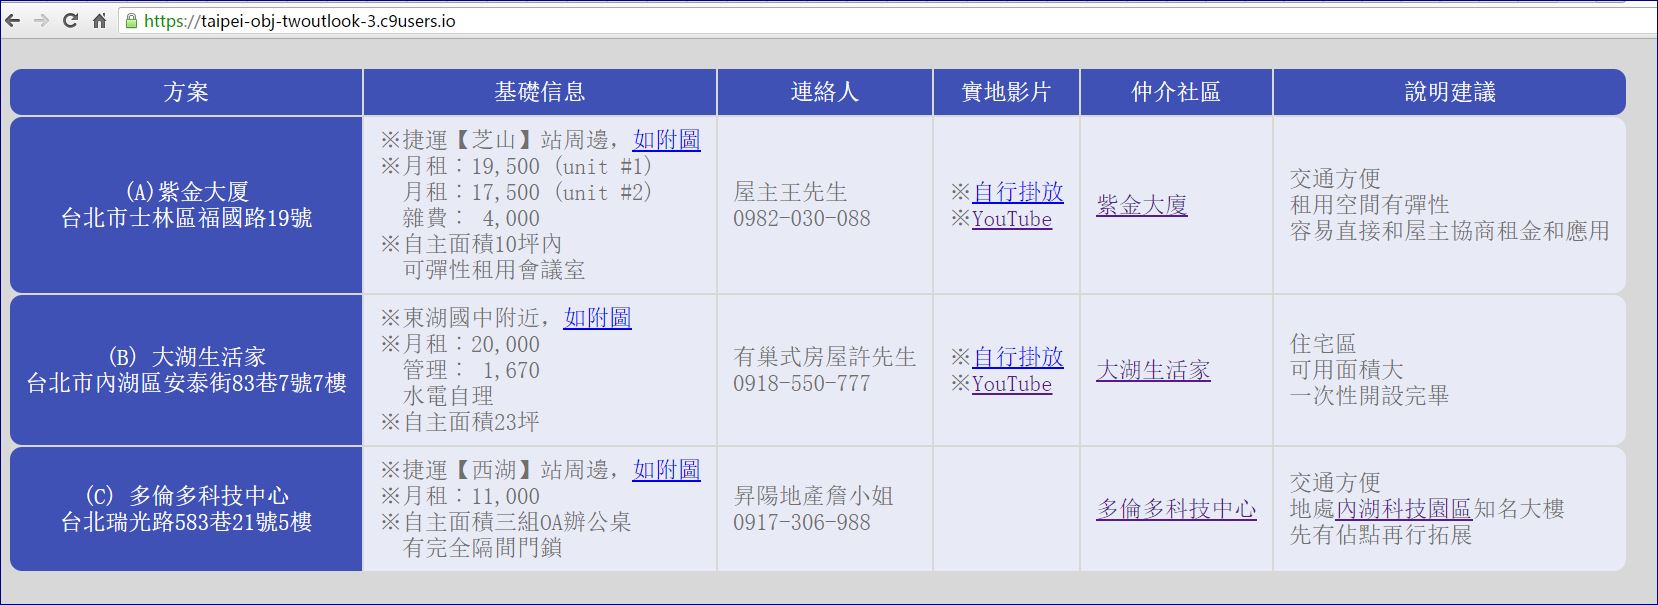 https://taipei-obj-twoutlook-3.c9users.io
方案
基礎信息
連絡人
實地影片
仲介社區
說明建議
(A)紫金大厦
台北市士林區福國路19號
※捷運【芝山】站周邊，如附圖
※月租：19,500 (unit #1)
月租：17,500 (unit #2)
雜費： 4,000
※自主面積10坪內
可彈性租用會議室
屋主王先生
0982-030-088
※自行掛放
※YouTube
紫金大廈
交通方便
租用空間有彈性
容易直接和屋主協商租金和應用
(B) 大湖生活家
台北市內湖區安泰街83巷7號7樓
※東湖國中附近，如附圖
※月租：20,000
管理： 1,670
水電自理
※自主面積23坪
有巢式房屋許先生
0918-550-777
※自行掛放
※YouTube
大湖生活家
住宅區
可用面積大
一次性開設完畢
(C) 多倫多科技中心
台北瑞光路583巷21號5樓
※捷運【西湖】站周邊，如附圖
※月租：11,000
※自主面積三組OA辦公桌
有完全隔間門鎖
昇陽地產詹小姐
0917-306-988
多倫多科技中心
交通方便
地處內湖科技園區知名大樓
先有佔點再行拓展